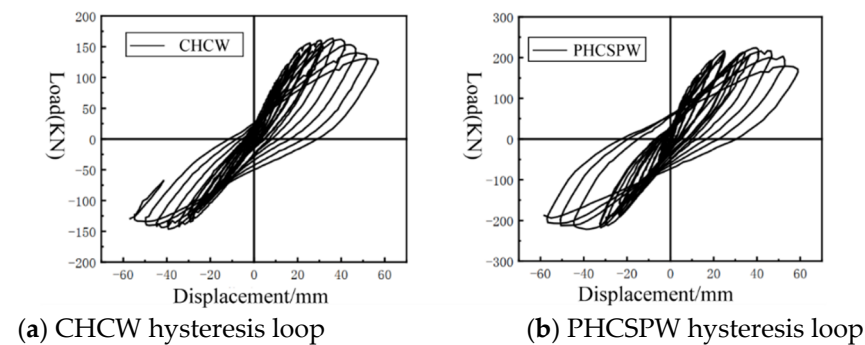 200
150
100
50
0
-50
-100
-150
-200
Load(KN)
CHCW
-60 -40 -20 0 20 40 60
Displacement/mm
(a) CHCW hysteresis loop
300
200
100
0
-100
-200
-300
Load(KN)
PHCSPW
-60 -40 -20 0 20 40 60
Displacement/mm
(b) PHCSPW hysteresis loop